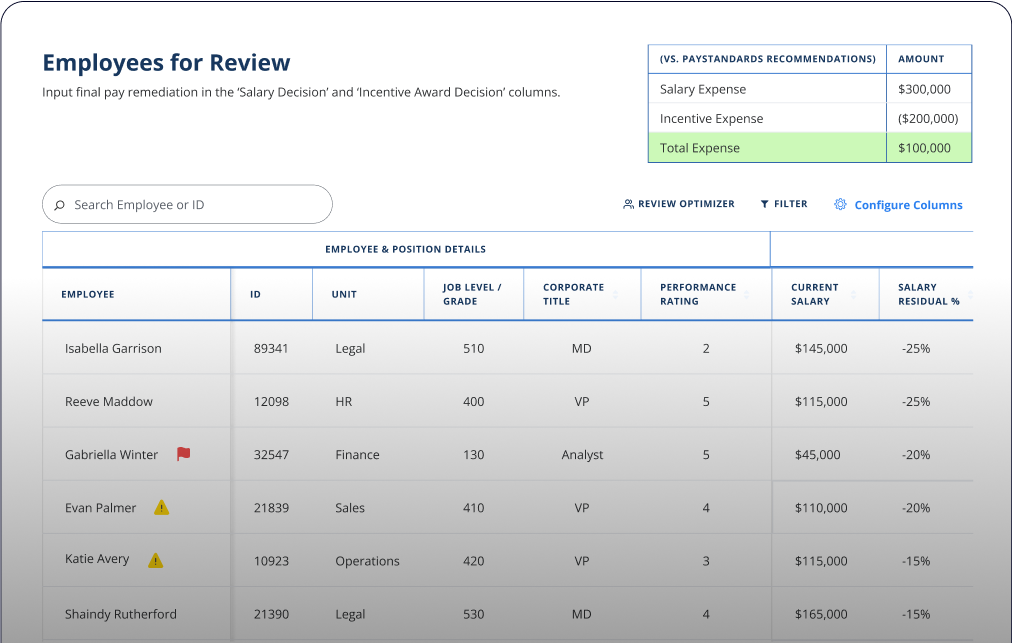 Employees for Review
Input final pay remediation in the ‘Salary Decision’ and ‘Incentive Award Decision’ columns.
(VS. PAYSTANDARDS RECOMMENDATIONS) AMOUNT
Salary Expense $300,000
Incentive Expense ($200,000)
Total Expense $100,000
Search Employee or ID
REVIEW OPTIMIZER FILTER Configure Columns
EMPLOYEE & POSITION DETAILS
EMPLOYEE ID UNIT JOB LEVEL / GRADE CORPORATE TITLE PERFORMANCE RATING CURRENT SALARY SALARY RESIDUAL %
Isabella Garrison 89341 Legal 510 MD 2 $145,000 -25%
Reeve Maddow 12098 HR 400 VP 5 $115,000 -25%
Gabriella Winter 32547 Finance 130 Analyst 5 $45,000 -20%
Evan Palmer 21839 Sales 410 VP 4 $110,000 -20%
Katie Avery 10923 Operations 420 VP 3 $115,000 -15%
Shaindy Rutherford 21390 Legal 530 MD 4 $165,000 -15%